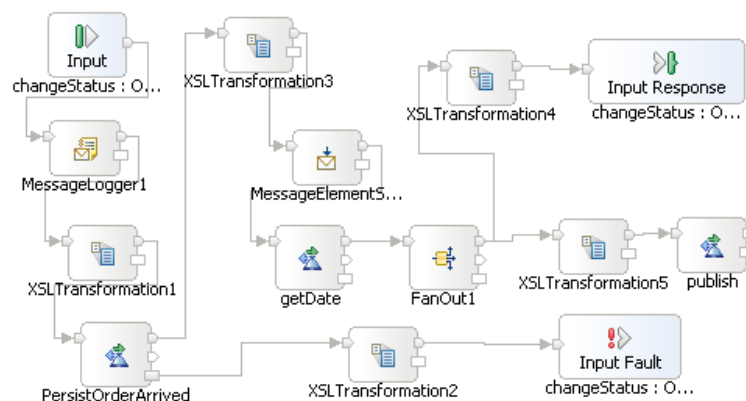 Input
changeStatus : O...
XSLTransformation3
XSLTransformation4
Input Response
changeStatus : O...
MessageLogger1
MessageElementS...
XSLTransformation1
getDate
FanOut1
XSLTransformation5
publish
PersistOrderArrived
XSLTransformation2
Input Fault
changeStatus : O...